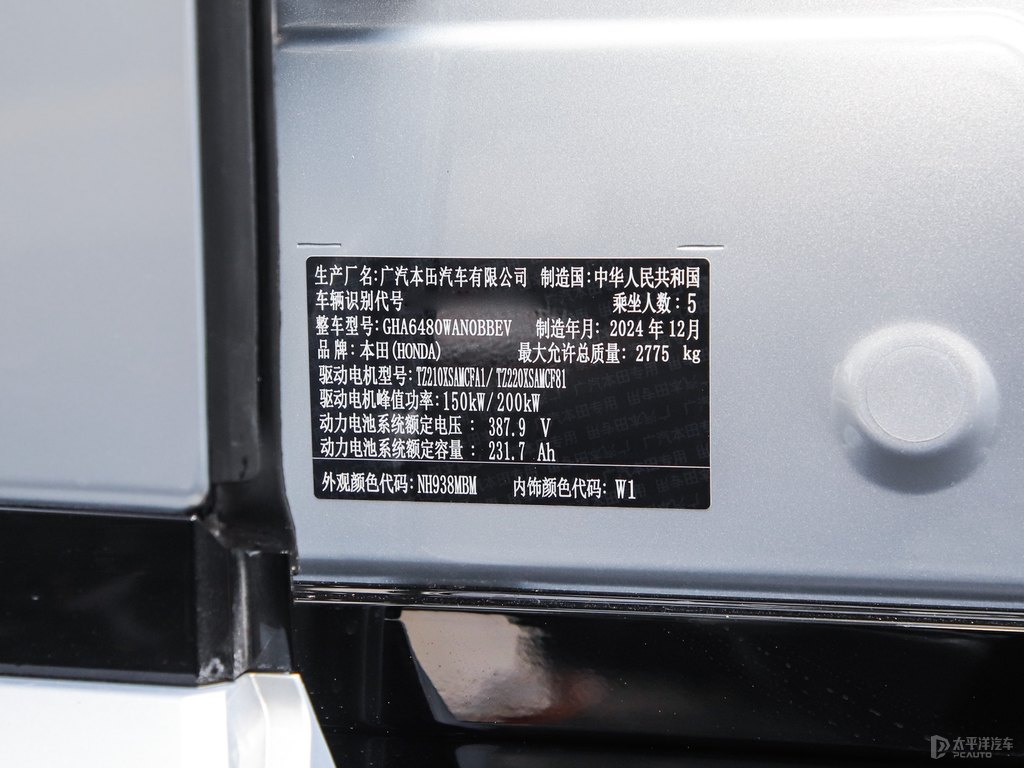 生产厂名:广汽本田汽车有限公司 制造国:中华人民共和国
车辆识别代号 乘坐人数: 5
整车型号:GHA6480WAN0BBEV 制造年月: 2024 年 12月
品 牌: 本田(HONDA) 最大允许总质量: 2775 kg
驱动电机型号:TZ210XSAMCFA1/TZ220XSAMCF81
驱动电机峰值功率:150kW/200kW
动力电池系统额定电压 : 387.9 V
动力电池系统额定容量 : 231.7 Ah
外观颜色代码:NH938MBM 内饰颜色代码: W1
太平洋汽车
PCAUTO